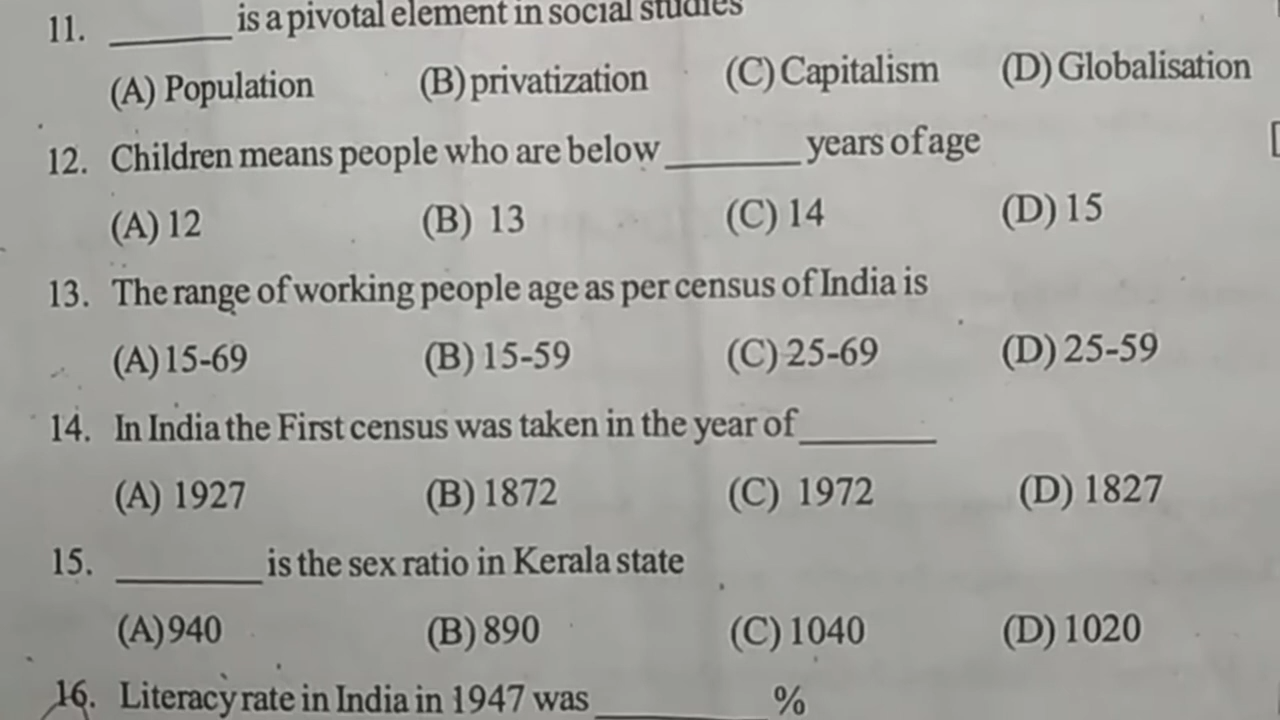 11. ______ is a pivotal element in social studies
(A) Population (B) privatization (C) Capitalism (D) Globalisation
12. Children means people who are below ______ years of age [
(A) 12 (B) 13 (C) 14 (D) 15
13. The range of working people age as per census of India is
(A) 15-69 (B) 15-59 (C) 25-69 (D) 25-59
14. In India the First census was taken in the year of ______
(A) 1927 (B) 1872 (C) 1972 (D) 1827
15. ______ is the sex ratio in Kerala state
(A) 940 (B) 890 (C) 1040 (D) 1020
16. Literacy rate in India in 1947 was ______ %